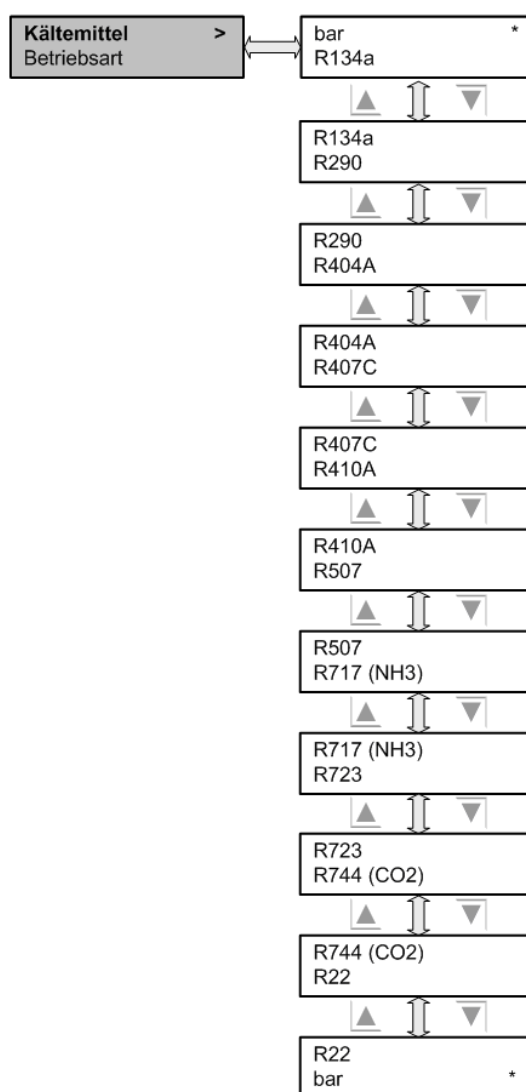 Kältemittel >
Betriebsart
bar *
R134a
R134a
R290
R290
R404A
R404A
R407C
R407C
R410A
R410A
R507
R507
R717 (NH3)
R717 (NH3)
R723
R723
R744 (CO2)
R744 (CO2)
R22
R22
bar *